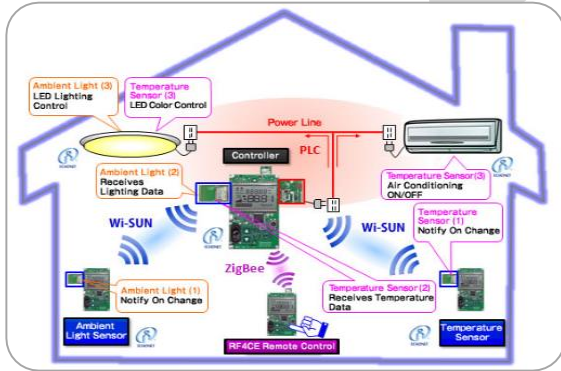 Ambient Light (3)
LED Lighting
Control
Temperature
Sensor (3)
LED Color Control
Power Line
PLC
Controller
Ambient Light (2)
Receives
Lighting Data
Temperature Sensor(3)
Air Conditioning
ON/OFF
Temperature
Sensor (1)
Notify On Change
Wi-SUN
Wi-SUN
ZigBee
Ambient Light (1)
Notify On Change
Temperature Sensor (2)
Receives Temperature
Data
Ambient
Light Sensor
RF4CE Remote Control
Temperature
Sensor